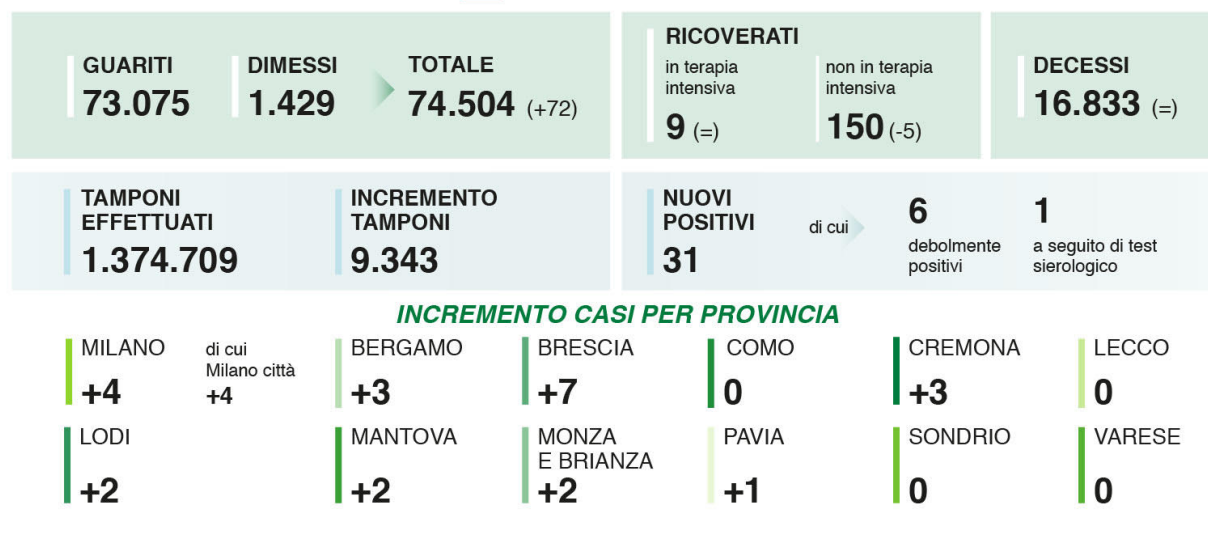 GUARITI
73.075
DIMESSI
1.429
TOTALE
74.504 (+72)
RICOVERATI
in terapia
intensiva
9 (=)
non in terapia
intensiva
150 (-5)
DECESSI
16.833 (=)
TAMPONI
EFFETTUATI
1.374.709
INCREMENTO
TAMPONI
9.343
NUOVI
POSITIVI
31
di cui
6
debolmente
positivi
1
a seguito di test
sierologico
INCREMENTO CASI PER PROVINCIA
MILANO
+4
di cui
Milano città
+4
BERGAMO
+3
BRESCIA
+7
COMO
0
CREMONA
+3
LECCO
0
LODI
+2
MANTOVA
+2
MONZA
E BRIANZA
+2
PAVIA
+1
SONDRIO
0
VARESE
0